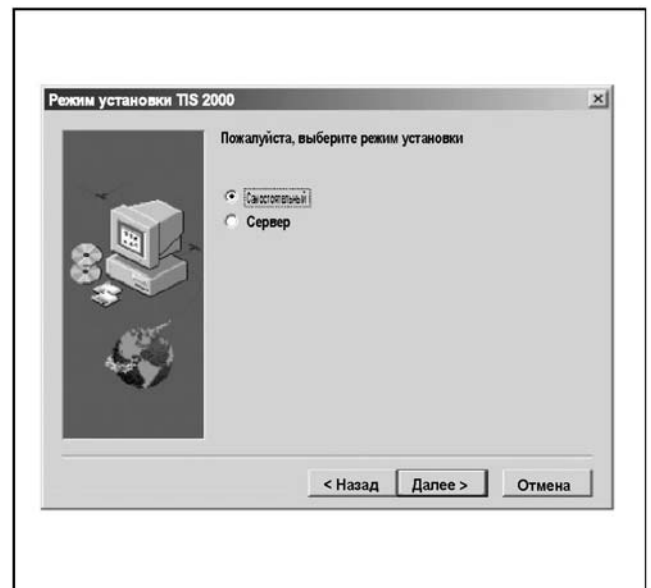 Режим установки TIS 2000
Пожалуйста, выберите режим установки
Самостоятельный
Сервер
< Назад
Далее >
Отмена